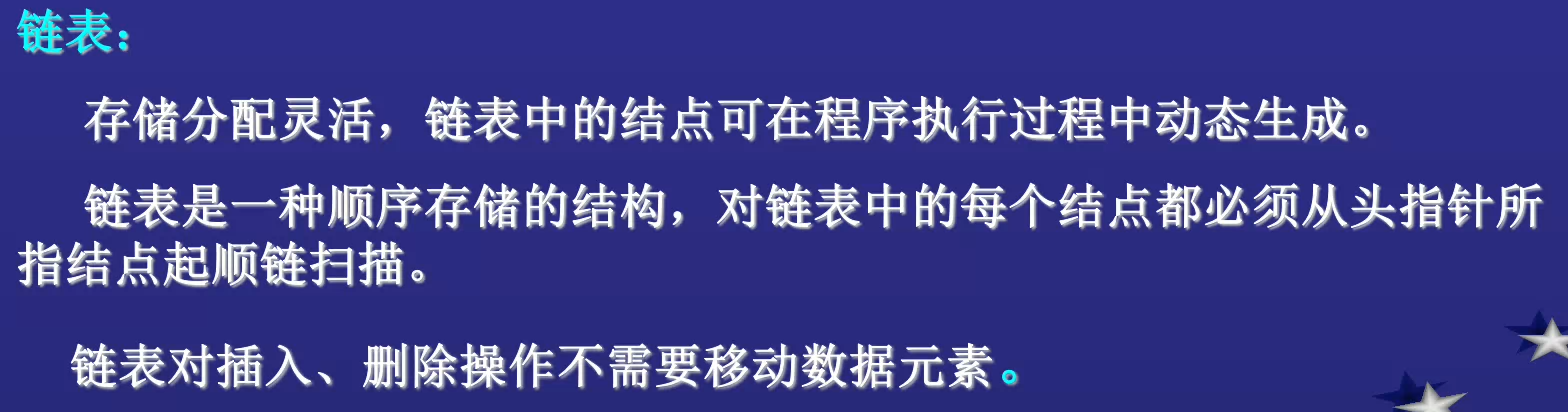 链表：
存储分配灵活，链表中的结点可在程序执行过程中动态生成。
链表是一种顺序存储的结构，对链表中的每个结点都必须从头指针所
指结点起顺链扫描。
链表对插入、删除操作不需要移动数据元素。